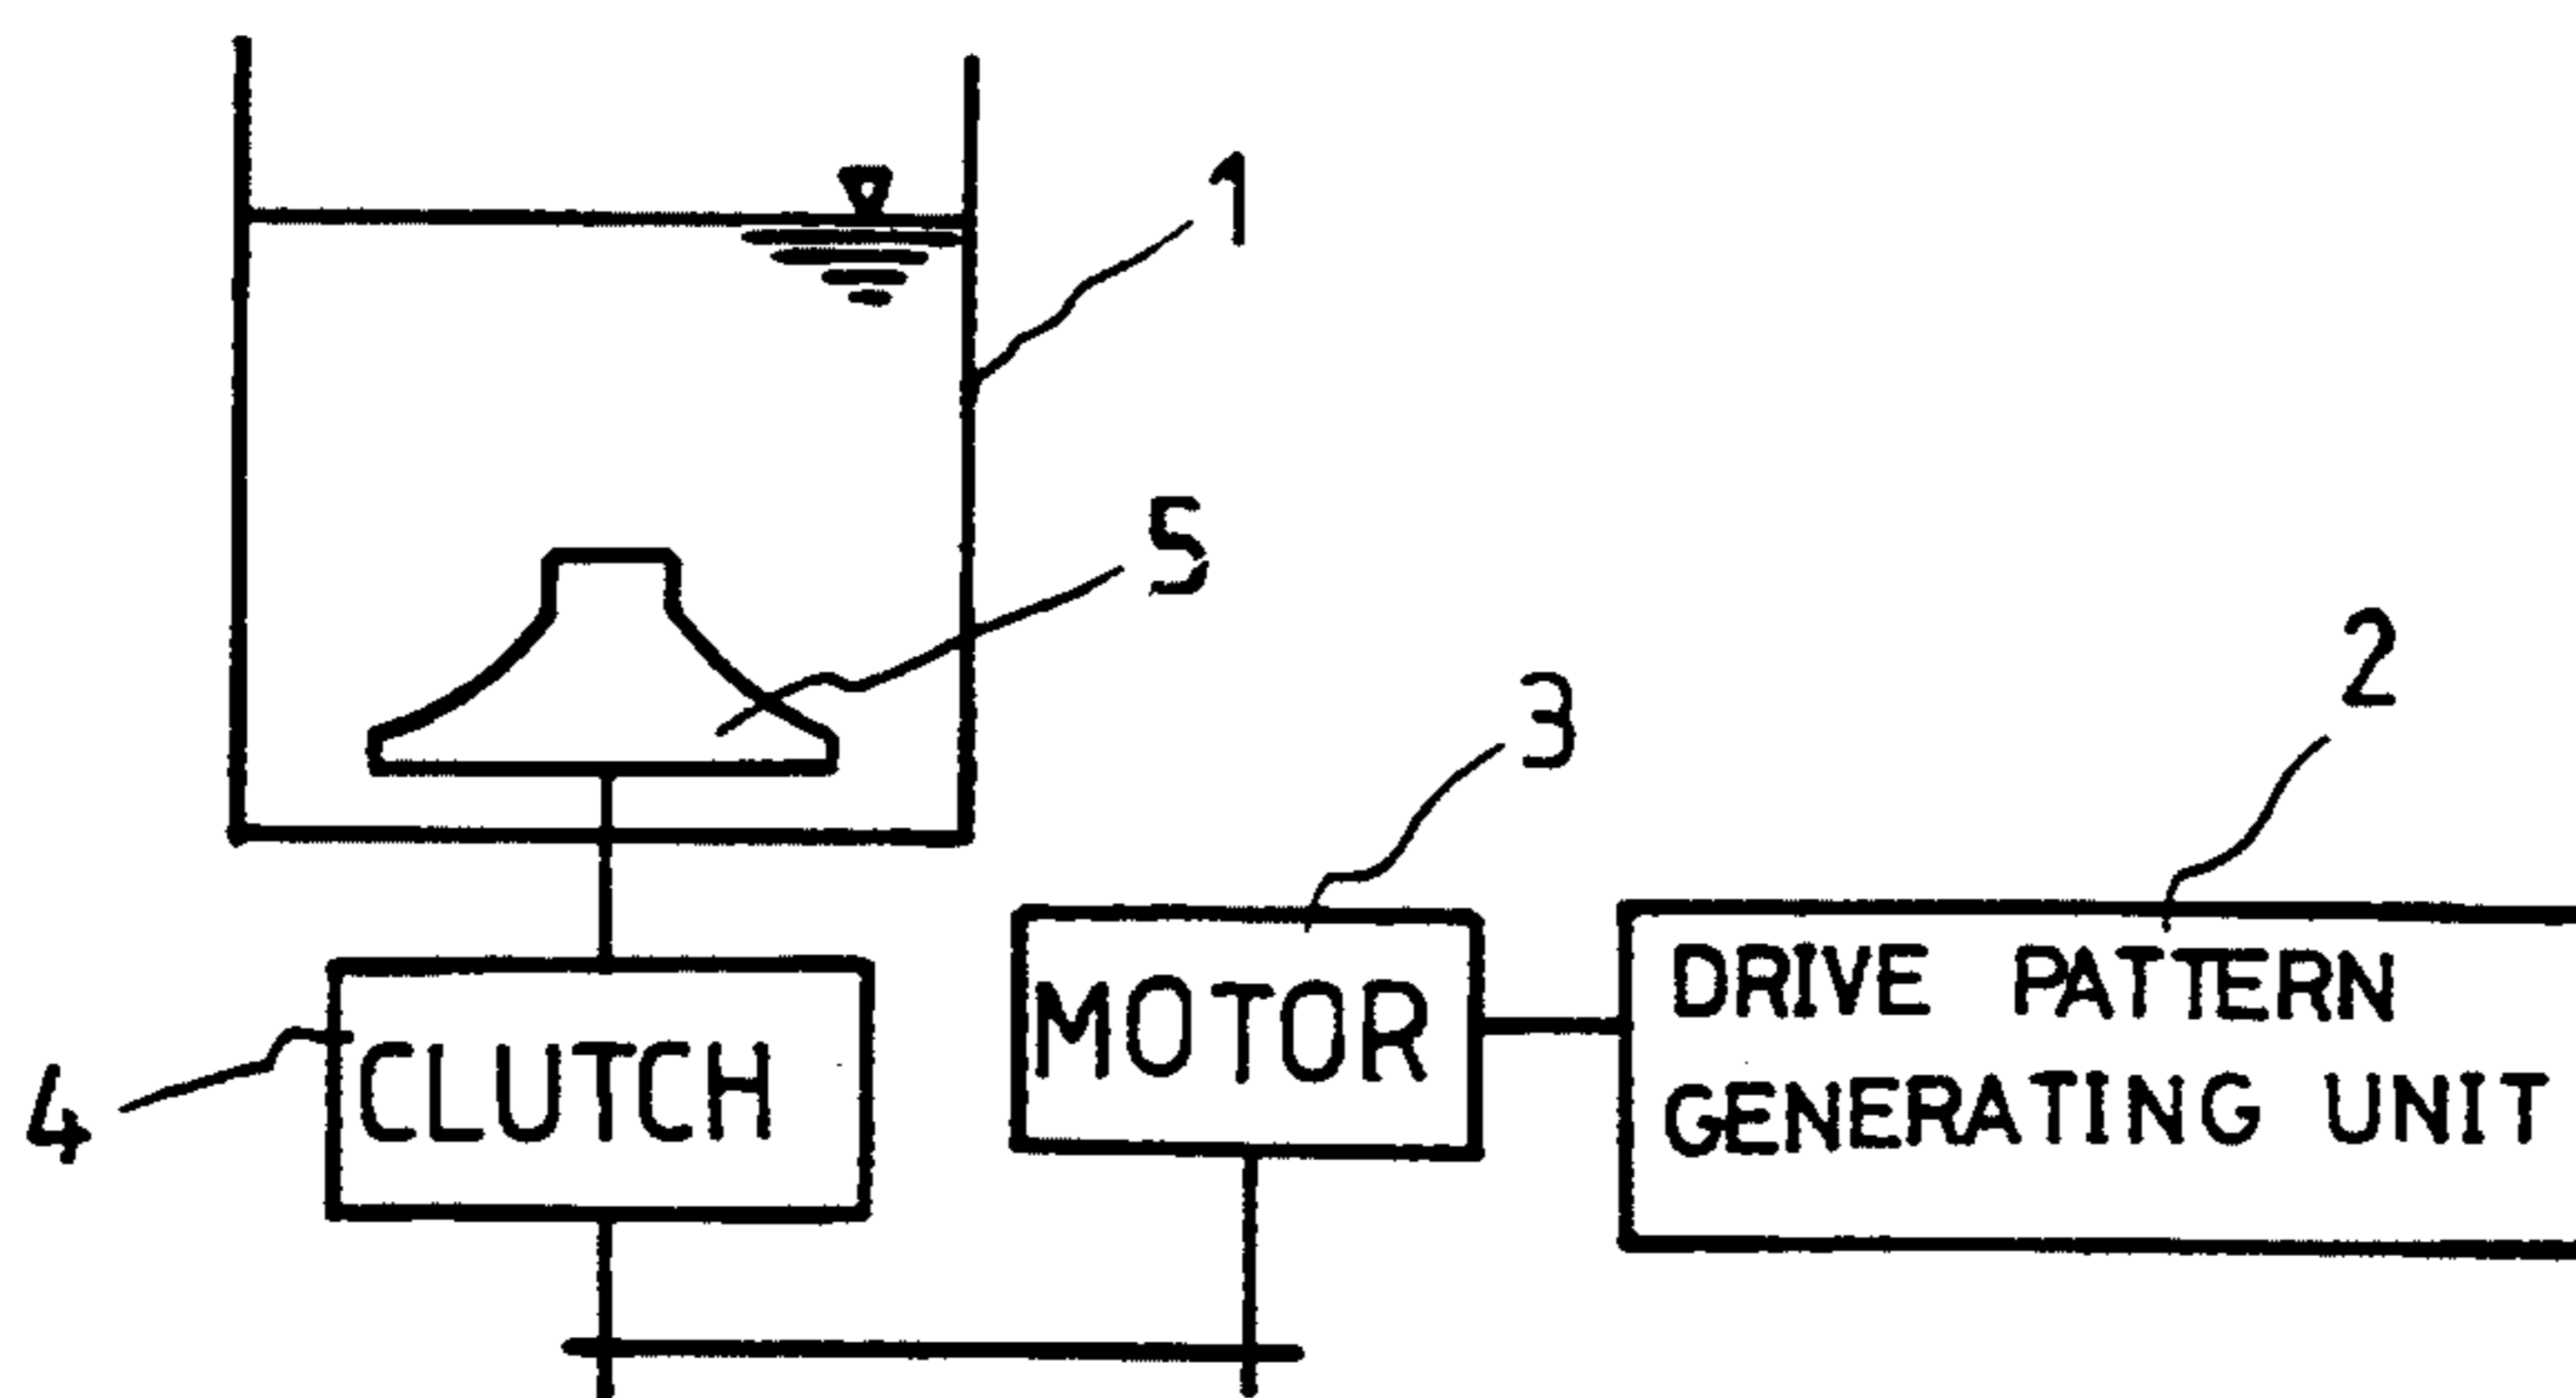 1
5
3
2
DRIVE PATTERN
GENERATING UNIT
MOTOR
4
CLUTCH